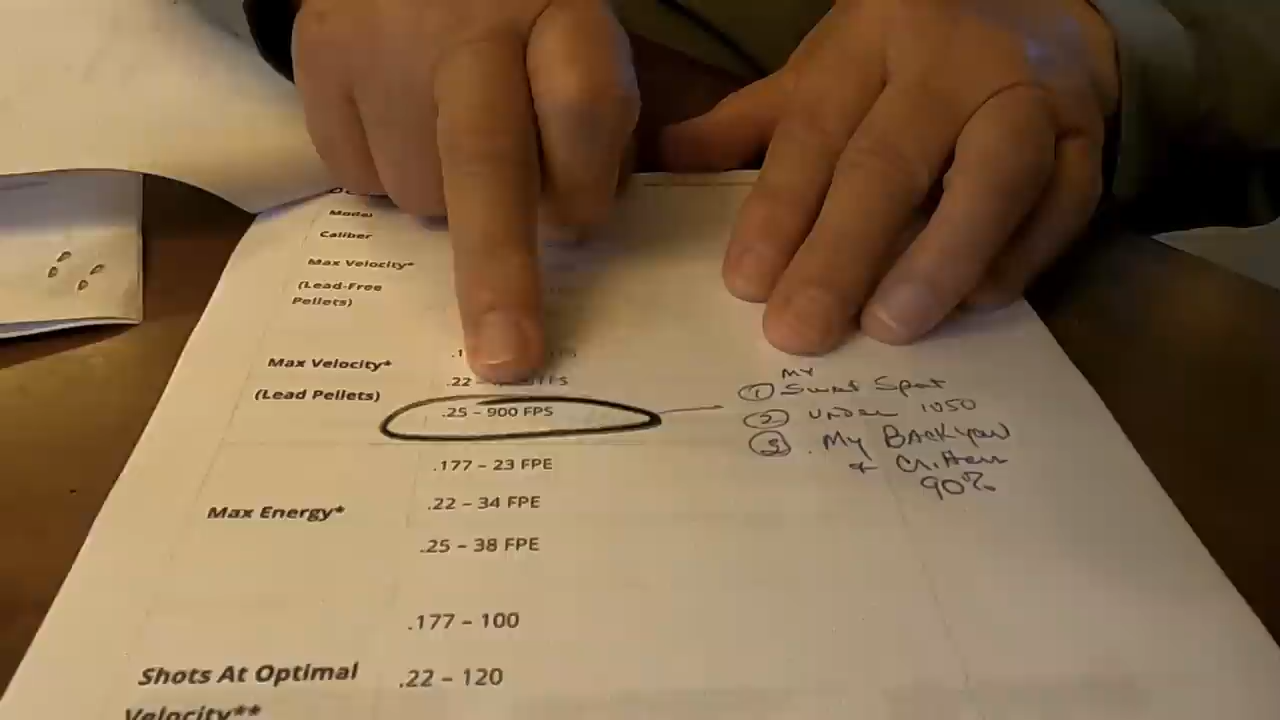 Model
Caliber
Max Velocity*
(Lead-Free
Pellets)
Max Velocity*
(Lead Pellets)
.22 –
.25 – 900 FPS
MY
① Sweet Spot
② Under 1050
③ . My Backyard
+ Critters
90%
.177 – 23 FPE
Max Energy*
.22 – 34 FPE
.25 – 38 FPE
.177 – 100
Shots At Optimal
.22 – 120
Velocity**